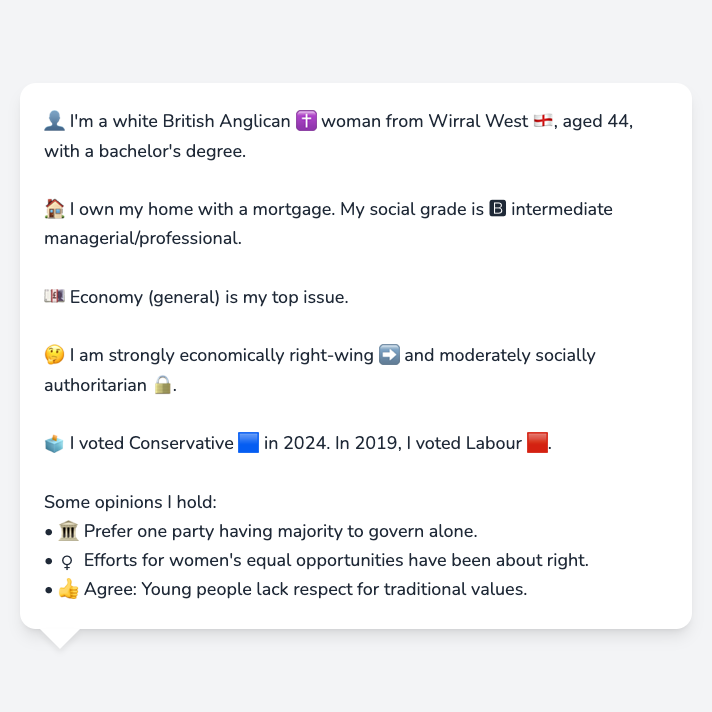 👤 I'm a white British Anglican ✝️ woman from Wirral West 🏴󠁧󠁢󠁥󠁮󠁧󠁿, aged 44,
with a bachelor's degree.
🏠 I own my home with a mortgage. My social grade is 🅱 intermediate
managerial/professional.
💷 Economy (general) is my top issue.
🤔 I am strongly economically right-wing ➡️ and moderately socially
authoritarian 🔒.
🗳️ I voted Conservative 🟦 in 2024. In 2019, I voted Labour 🟥.
Some opinions I hold:
• 🏛️ Prefer one party having majority to govern alone.
• ♀ Efforts for women's equal opportunities have been about right.
• 👍 Agree: Young people lack respect for traditional values.